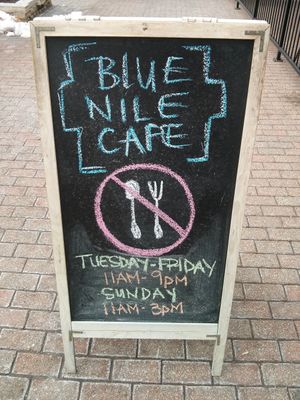 BLUE
NILE
CAFE
TUESDAY-FRIDAY
11AM-9PM
SUNDAY
11AM-3PM